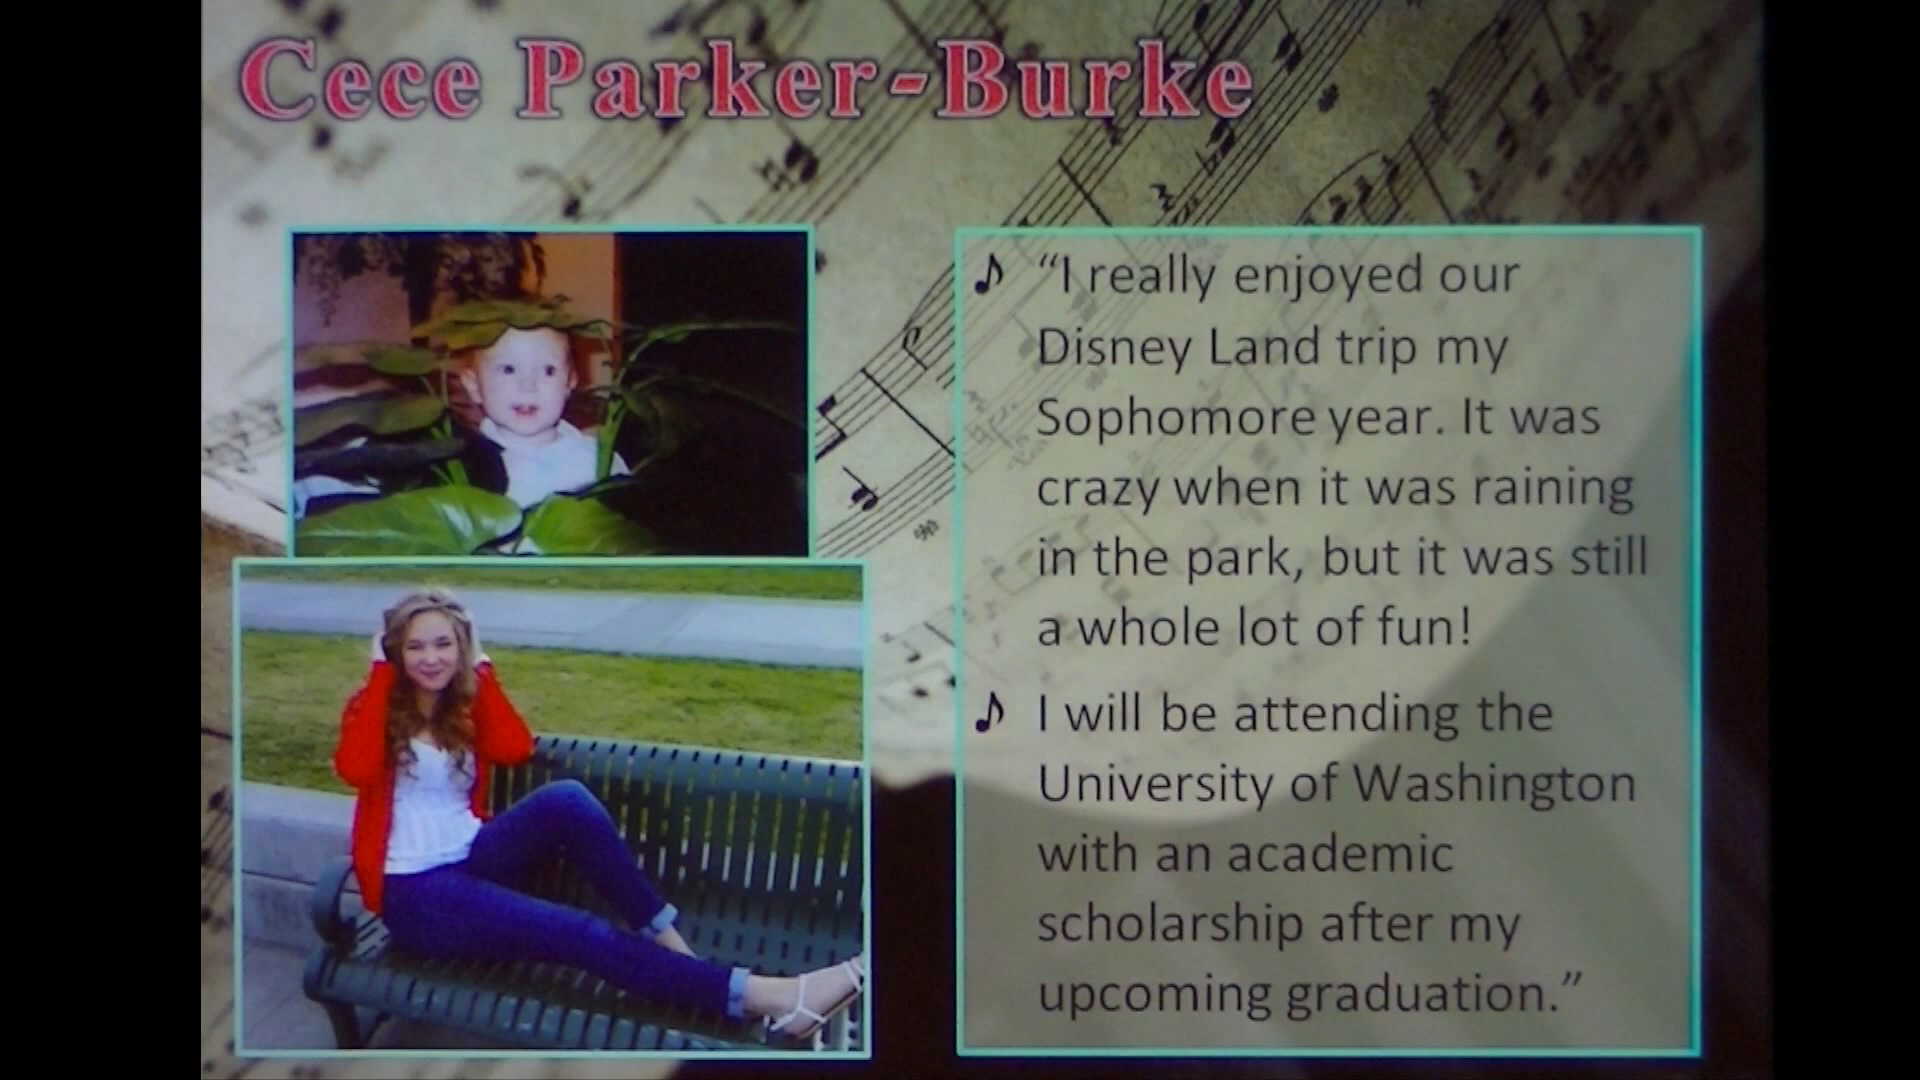 Cece Parker-Burke
♪ “I really enjoyed our
Disney Land trip my
Sophomore year. It was
crazy when it was raining
in the park, but it was still
a whole lot of fun!
♪ I will be attending the
University of Washington
with an academic
scholarship after my
upcoming graduation.”